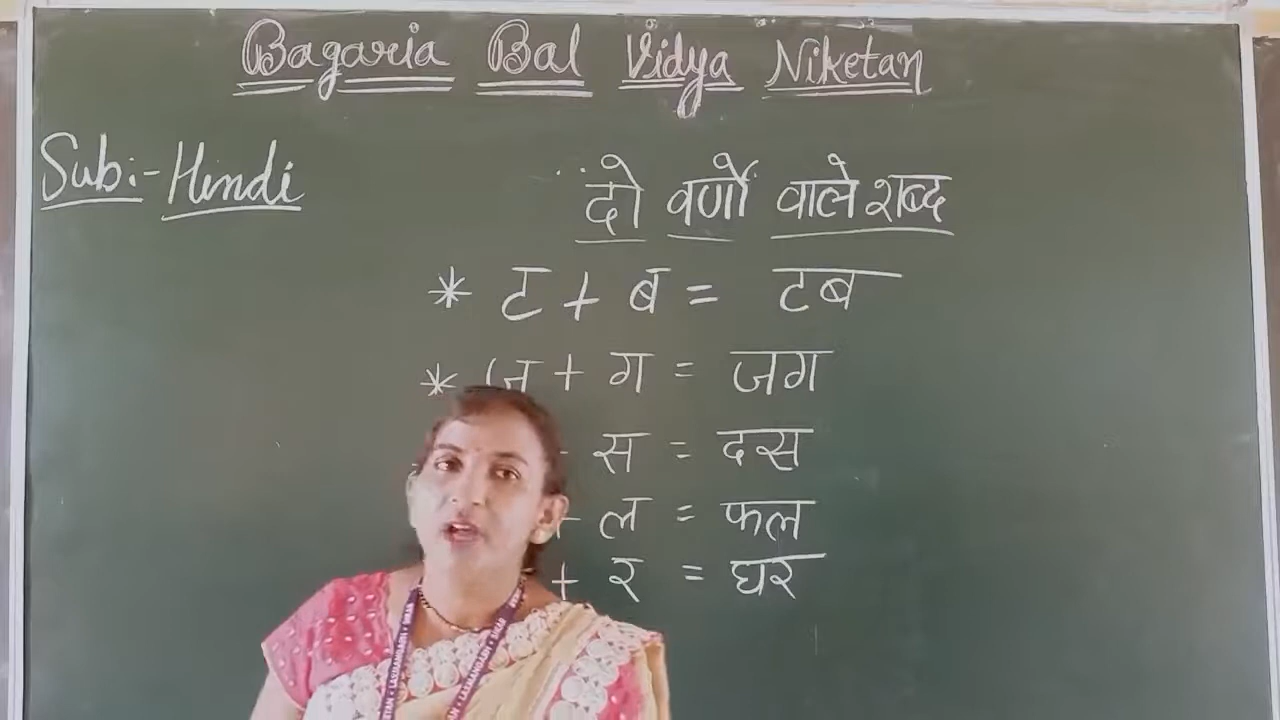 Bagaria Bal Vidya Niketan
Sub:- Hindi
दो वर्णों वाले शब्द
* ट + ब = टब
* ज + ग = जग
स = दस
ल = फल
+ र = घर